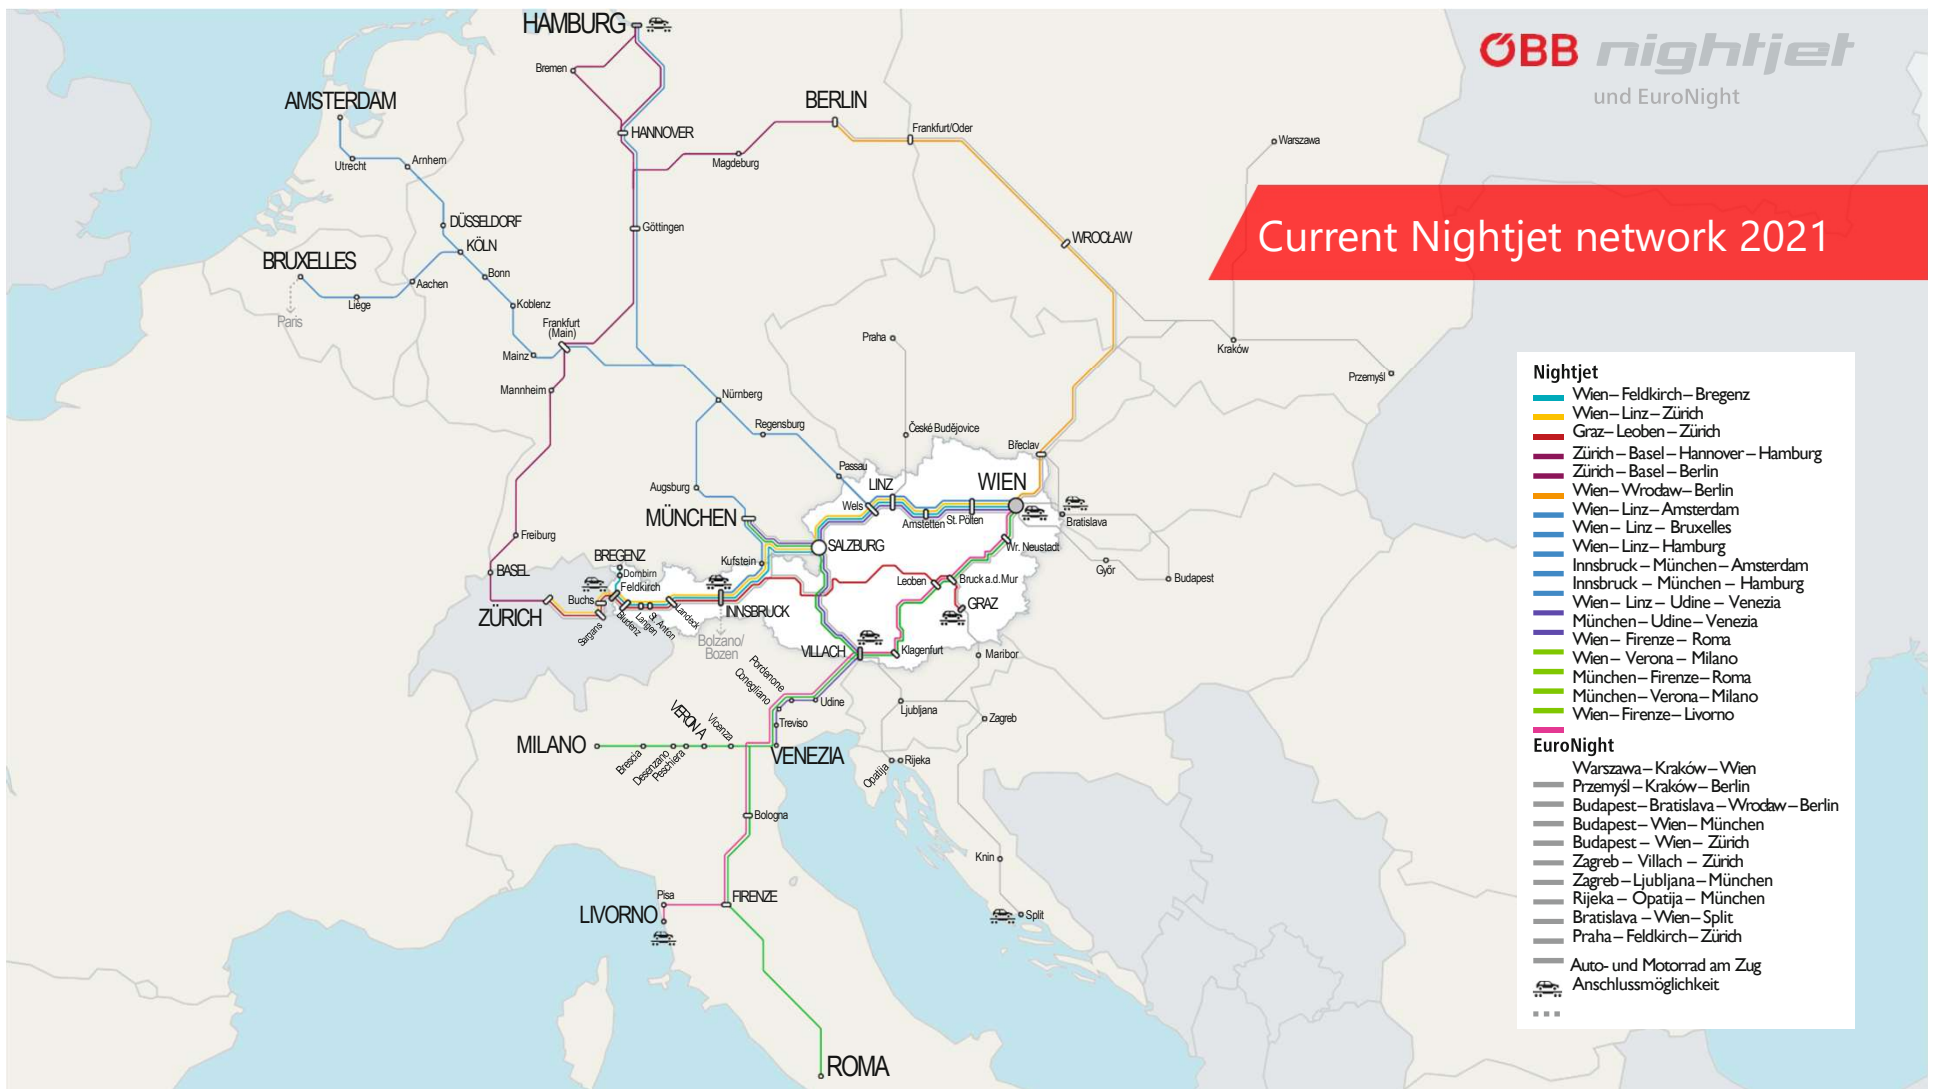 ÖBB nightjet
und EuroNight
Current Nightjet network 2021
HAMBURG
Bremen
AMSTERDAM
BERLIN
HANNOVER
Frankfurt/Oder
Warszawa
Utrecht
Arnhem
Magdeburg
DÜSSELDORF
Göttingen
WROCŁAW
KÖLN
BRUXELLES
Bonn
Aachen
Liège
Koblenz
Paris
Frankfurt
(Main)
Mainz
Praha
Kraków
Przemyśl
Mannheim
Nürnberg
Regensburg
České Budějovice
Břeclav
Passau
Augsburg
LINZ
WIEN
Wels
MÜNCHEN
Amstetten
St. Pölten
Bratislava
Freiburg
SALZBURG
Wr. Neustadt
BREGENZ
Kufstein
BASEL
Dornbirn
Feldkirch
Leoben
Bruck a.d. Mur
Győr
Budapest
Buchs
ZÜRICH
Sargans
Bludenz
Langen
St. Anton
Landeck
INNSBRUCK
GRAZ
Bolzano/
Bozen
VILLACH
Klagenfurt
Maribor
Pordenone
Conegliano
Udine
Ljubljana
Zagreb
Treviso
VERONA
Vicenza
MILANO
Brescia
Desenzano
Peschiera
VENEZIA
Opatija
Rijeka
Bologna
Knin
Pisa
FIRENZE
LIVORNO
Split
ROMA
Nightjet
Wien – Feldkirch – Bregenz
Wien – Linz – Zürich
Graz – Leoben – Zürich
Zürich – Basel – Hannover – Hamburg
Zürich – Basel – Berlin
Wien – Wrocław – Berlin
Wien – Linz – Amsterdam
Wien – Linz – Bruxelles
Wien – Linz – Hamburg
Innsbruck – München – Amsterdam
Innsbruck – München – Hamburg
Wien – Linz – Udine – Venezia
München – Udine – Venezia
Wien – Firenze – Roma
Wien – Verona – Milano
München – Firenze – Roma
München – Verona – Milano
Wien – Firenze – Livorno
EuroNight
Warszawa – Kraków – Wien
Przemyśl – Kraków – Berlin
Budapest – Bratislava – Wrocław – Berlin
Budapest – Wien – München
Budapest – Wien – Zürich
Zagreb – Villach – Zürich
Zagreb – Ljubljana – München
Rijeka – Opatija – München
Bratislava – Wien – Split
Praha – Feldkirch – Zürich
Auto- und Motorrad am Zug
Anschlussmöglichkeit